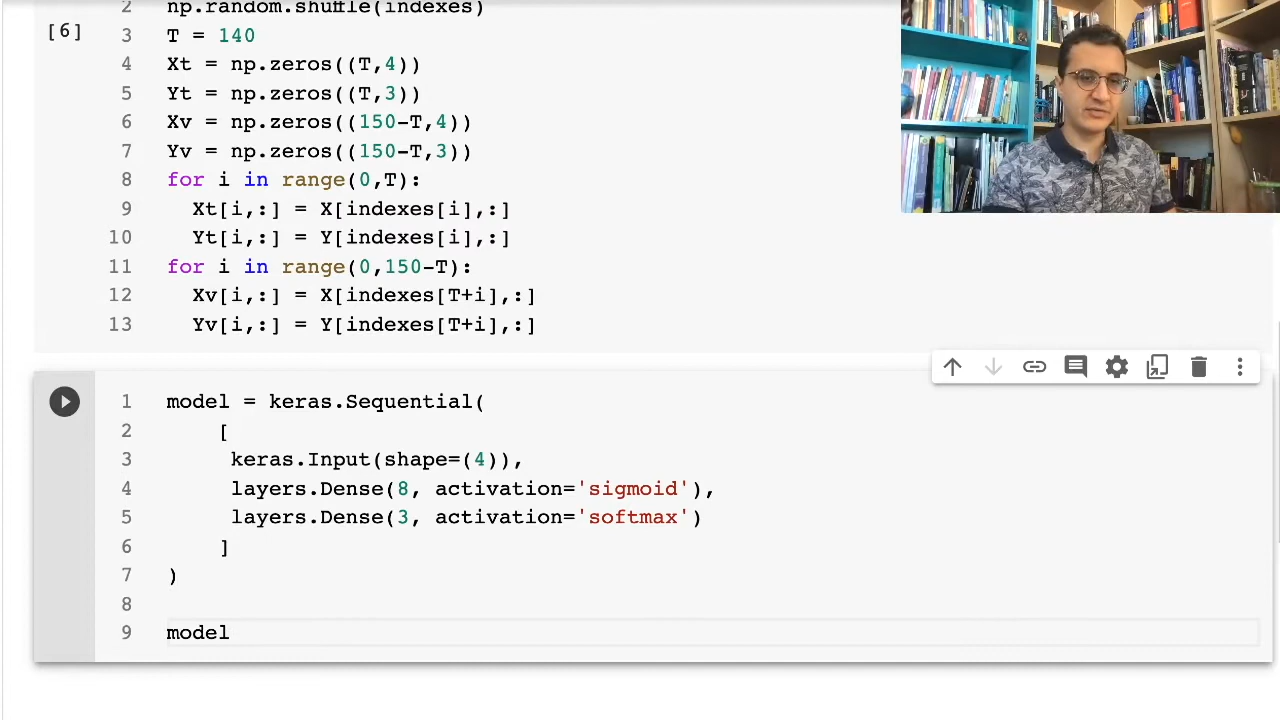 2 np.random.shuffle(indexes)
[6] 3 T = 140
4 Xt = np.zeros((T,4))
5 Yt = np.zeros((T,3))
6 Xv = np.zeros((150-T,4))
7 Yv = np.zeros((150-T,3))
8 for i in range(0,T):
9 Xt[i,:] = X[indexes[i],:]
10 Yt[i,:] = Y[indexes[i],:]
11 for i in range(0,150-T):
12 Xv[i,:] = X[indexes[T+i],:]
13 Yv[i,:] = Y[indexes[T+i],:]
1 model = keras.Sequential(
2 [
3 keras.Input(shape=(4)),
4 layers.Dense(8, activation='sigmoid'),
5 layers.Dense(3, activation='softmax')
6 ]
7 )
8
9 model